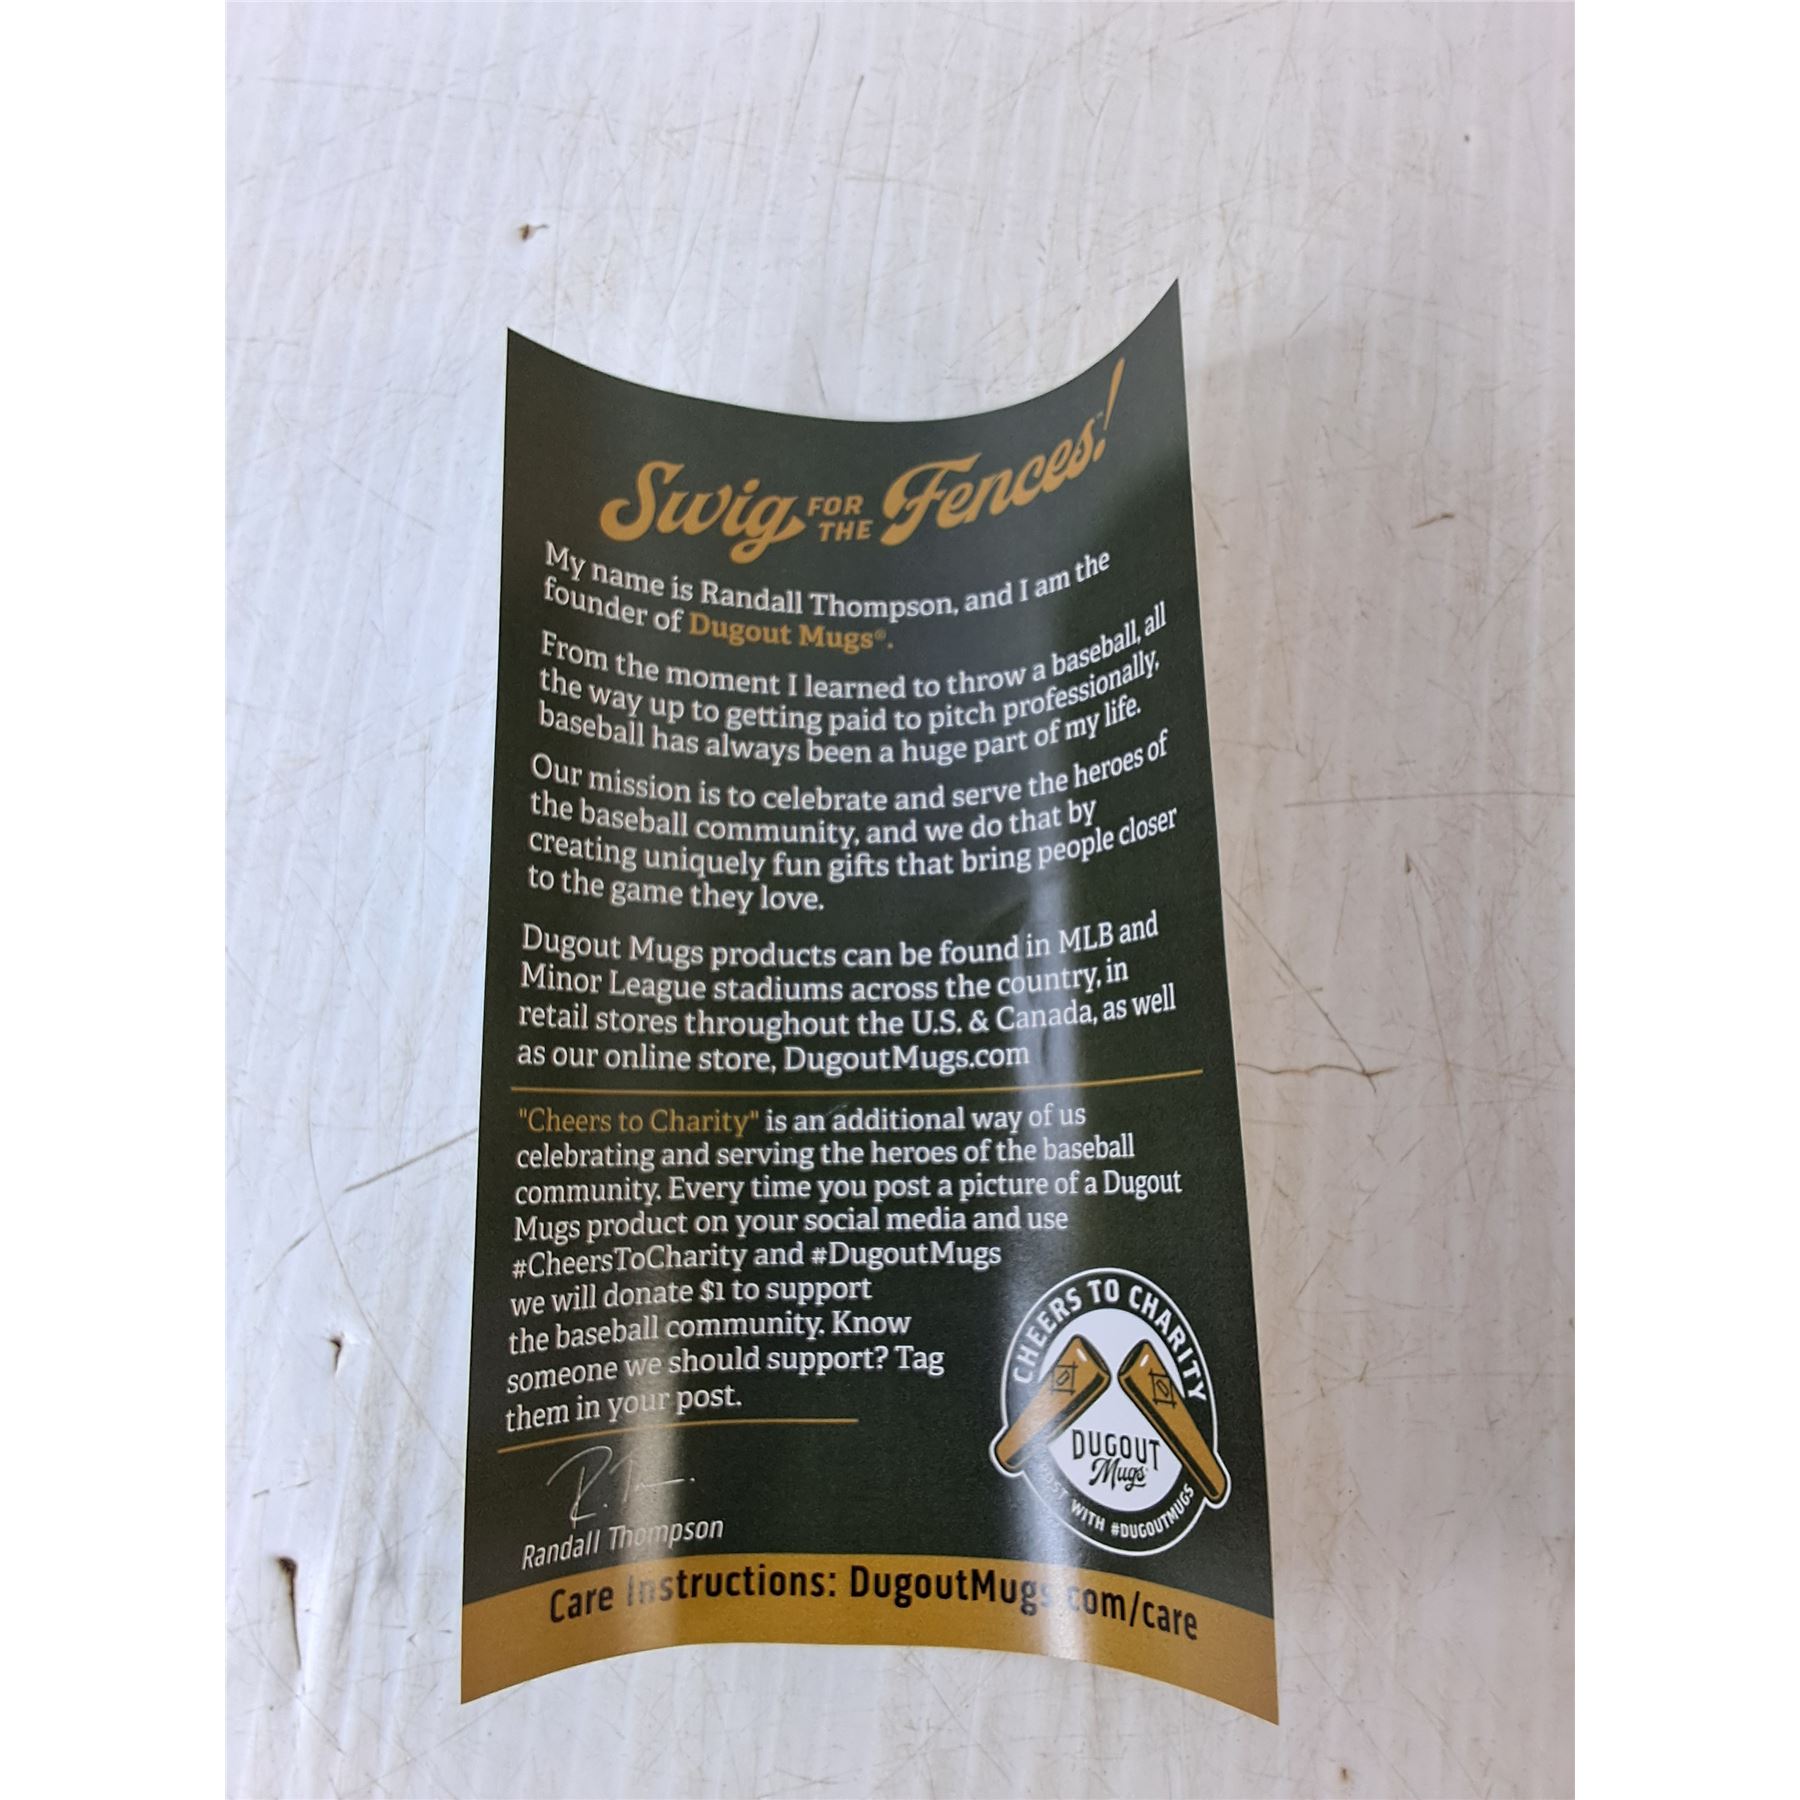 Swig FOR THE Fences!™
My name is Randall Thompson, and I am the
founder of Dugout Mugs®.
From the moment I learned to throw a baseball, all
the way up to getting paid to pitch professionally,
baseball has always been a huge part of my life.
Our mission is to celebrate and serve the heroes of
the baseball community, and we do that by
creating uniquely fun gifts that bring people closer
to the game they love.
Dugout Mugs products can be found in MLB and
Minor League stadiums across the country, in
retail stores throughout the U.S. & Canada, as well
as our online store, DugoutMugs.com
"Cheers to Charity" is an additional way of us
celebrating and serving the heroes of the baseball
community. Every time you post a picture of a Dugout
Mugs product on your social media and use
#CheersToCharity and #DugoutMugs
we will donate $1 to support
the baseball community. Know
someone we should support? Tag
them in your post.
CHEERS TO CHARITY
DUGOUT
Mugs
WITH #DUGOUTMUGS
R. T
Randall Thompson
Care Instructions: DugoutMugs.com/care